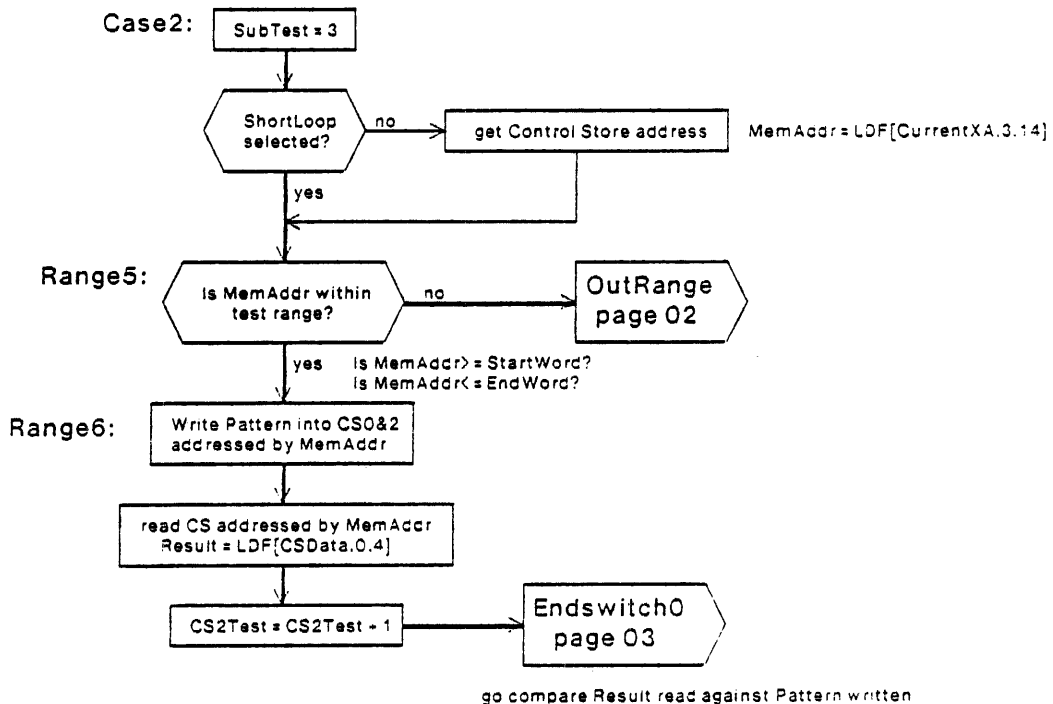 Case2:
SubTest = 3
ShortLoop
selected?
no
get Control Store address
MemAddr = LDF[CurrentXA.3.14]
yes
Range5:
Is MemAddr within
test range?
no
OutRange
page 02
yes
Is MemAddr>= StartWord?
Is MemAddr<= EndWord?
Range6:
Write Pattern into CS0&2
addressed by MemAddr
read CS addressed by MemAddr
Result = LDF[CSData.0.4]
CS2Test = CS2Test + 1
Endswitch0
page 03
go compare Result read against Pattern written